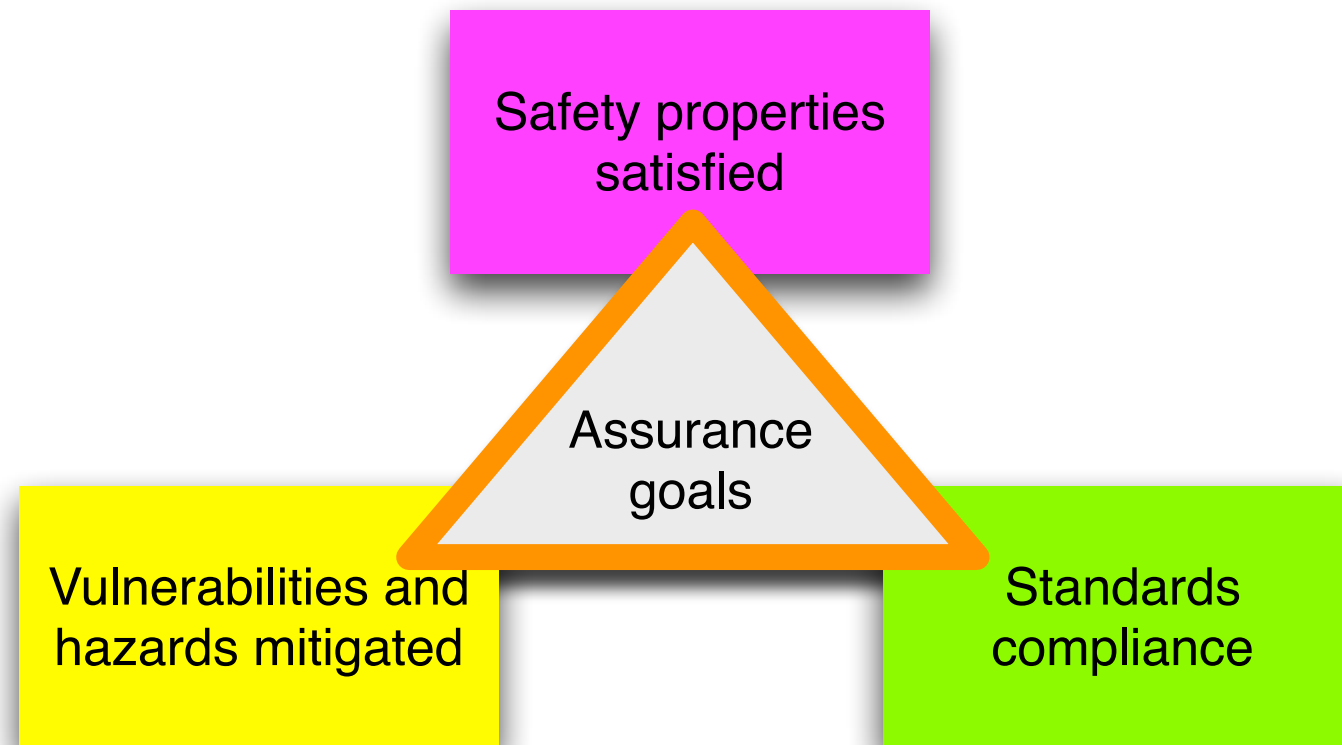 Safety properties
satisfied
Assurance
goals
Vulnerabilities and
hazards mitigated
Standards
compliance